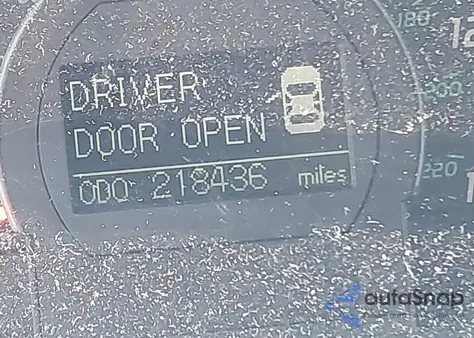 180
200
220
DRIVER
DOOR OPEN
ODO 218436 miles
autoSnap